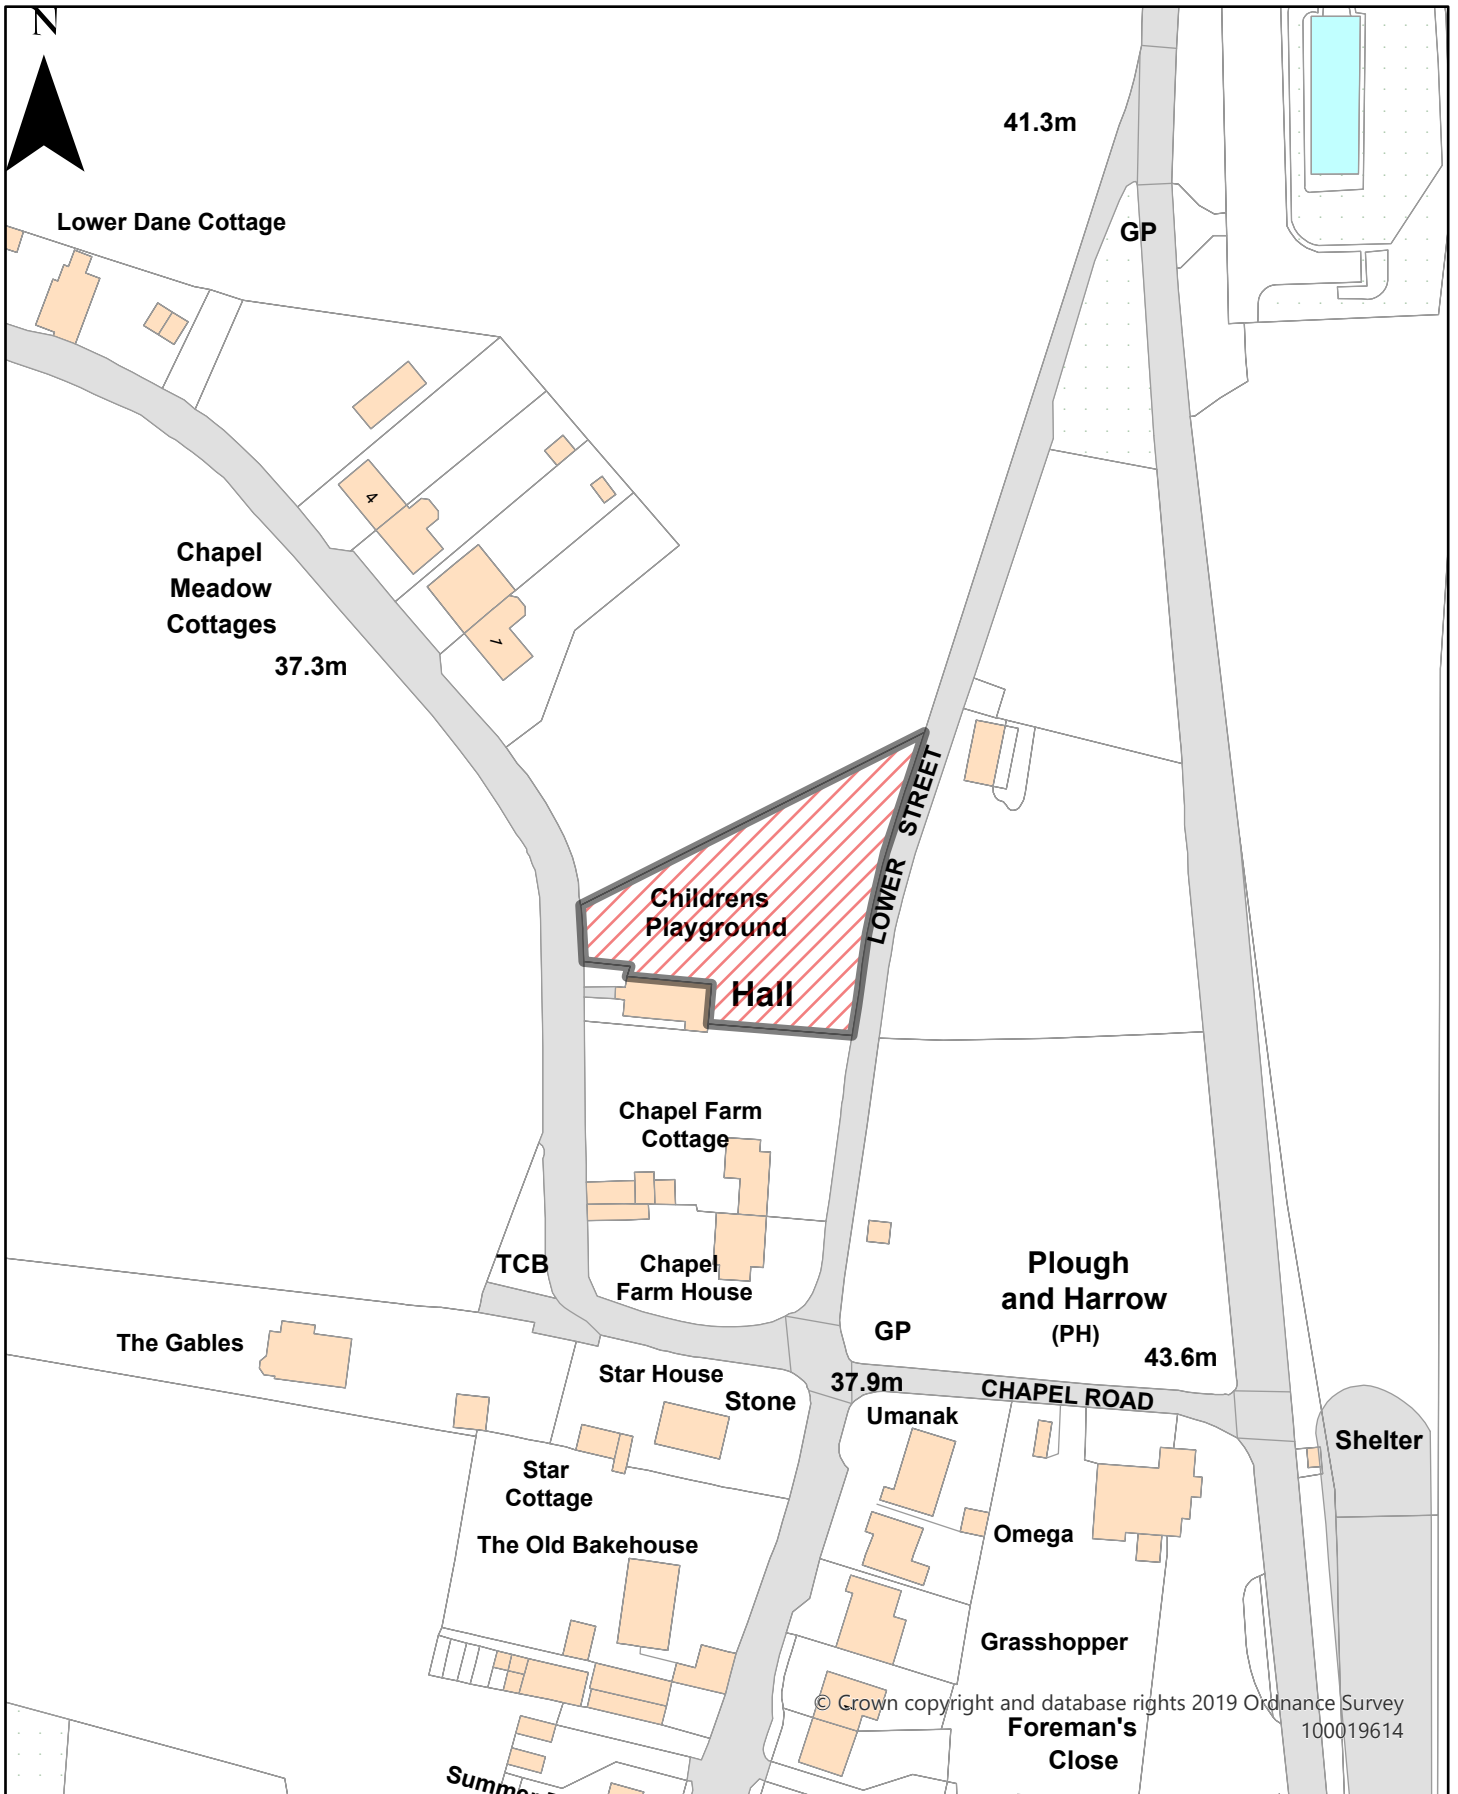 N
41.3m
Lower Dane Cottage
GP
4
Chapel
Meadow
Cottages
37.3m
7
LOWER STREET
Childrens
Playground
Hall
Chapel Farm
Cottage
TCB
Chapel
Farm House
Plough
and Harrow
(PH)
The Gables
GP
43.6m
Star House
37.9m
CHAPEL ROAD
Stone
Umanak
Shelter
Star
Cottage
Omega
The Old Bakehouse
Grasshopper
© Crown copyright and database rights 2019 Ordnance Survey
100019614
Foreman's
Close
Summer